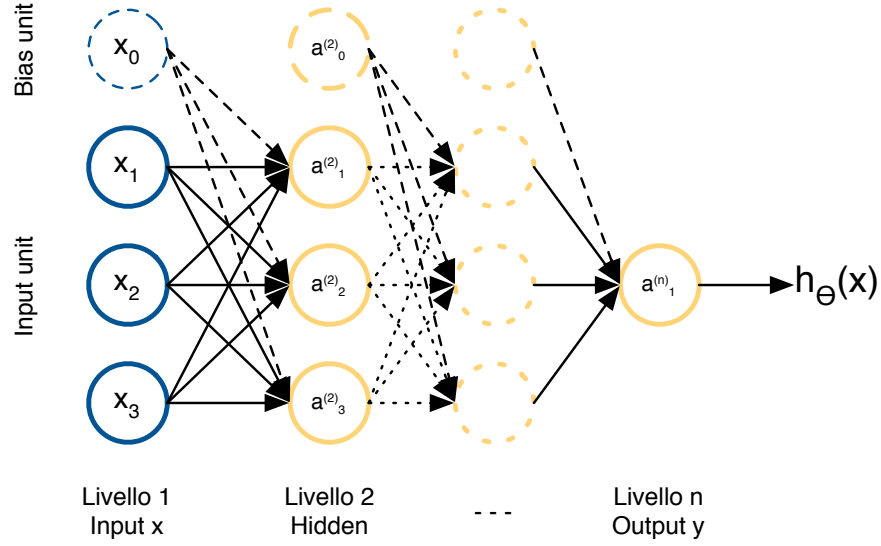 Bias unit
x0
a(2)0
Input unit
x1
a(2)1
x2
a(2)2
a(n)1
hΘ(x)
x3
a(2)3
Livello 1
Input x
Livello 2
Hidden
---
Livello n
Output y